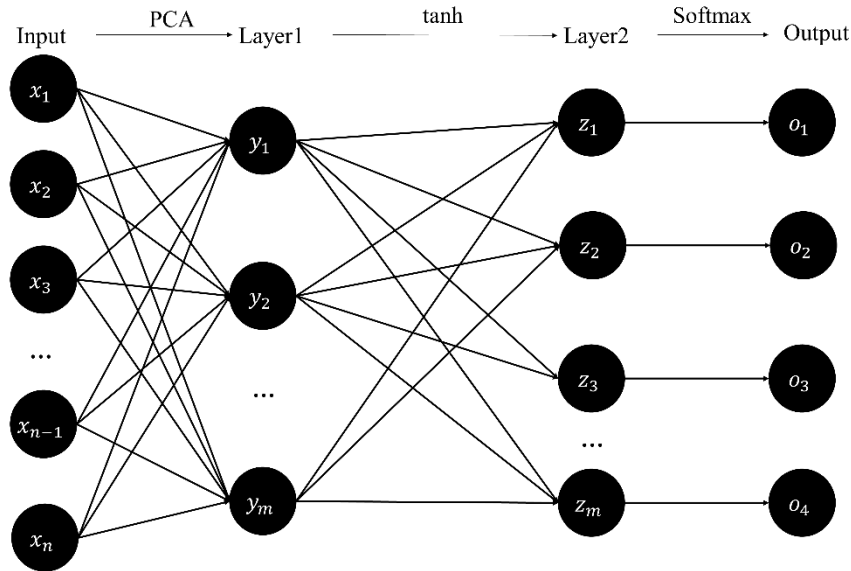 Input PCA Layer1 tanh Layer2 Softmax Output
x₁ y₁ z₁ o₁
x₂ y₂ z₂ o₂
x₃ z₃ o₃
... ... ...
xₙ₋₁ yₘ zₘ o₄
xₙ